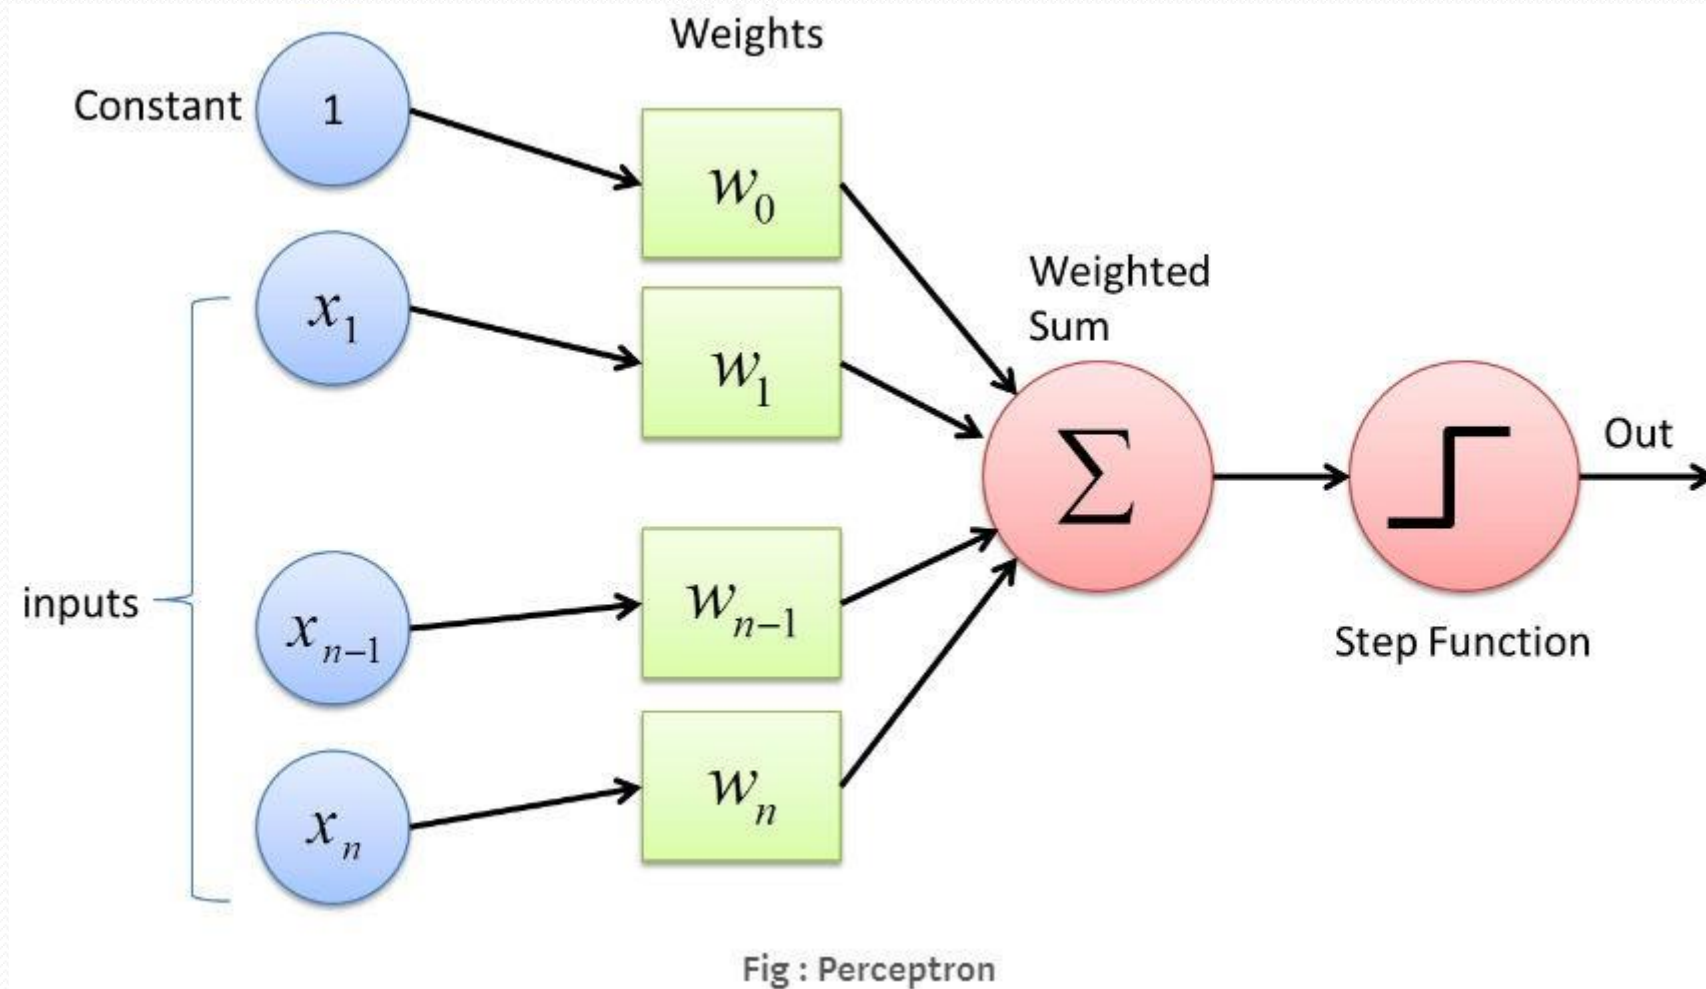 Weights
Constant
1
w0
x1
w1
Weighted
Sum
Σ
Out
inputs
xn−1
wn−1
Step Function
xn
wn
Fig : Perceptron